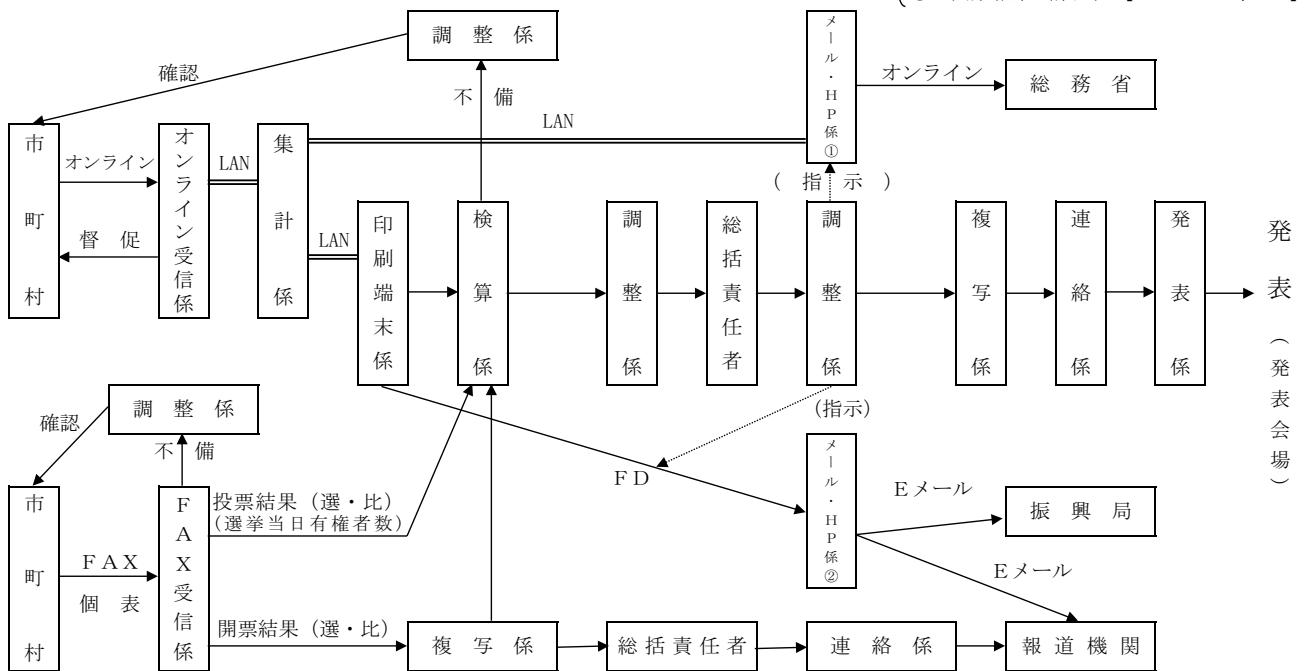 調整係
確認
不備
メール・HP係①
オンライン
総務省
LAN
市町村
オンライン
督促
オンライン受信係
LAN
集計係
LAN
印刷端末係
検算係
調整係
総括責任者
(指示)
調整係
複写係
連絡係
発表係
発表(発表会場)
調整係
確認
不備
(指示)
FD
メール・HP係②
Eメール
振興局
Eメール
市町村
FAX
個表
FAX受信係
投票結果(選・比)
(選挙当日有権者数)
開票結果(選・比)
複写係
総括責任者
連絡係
報道機関